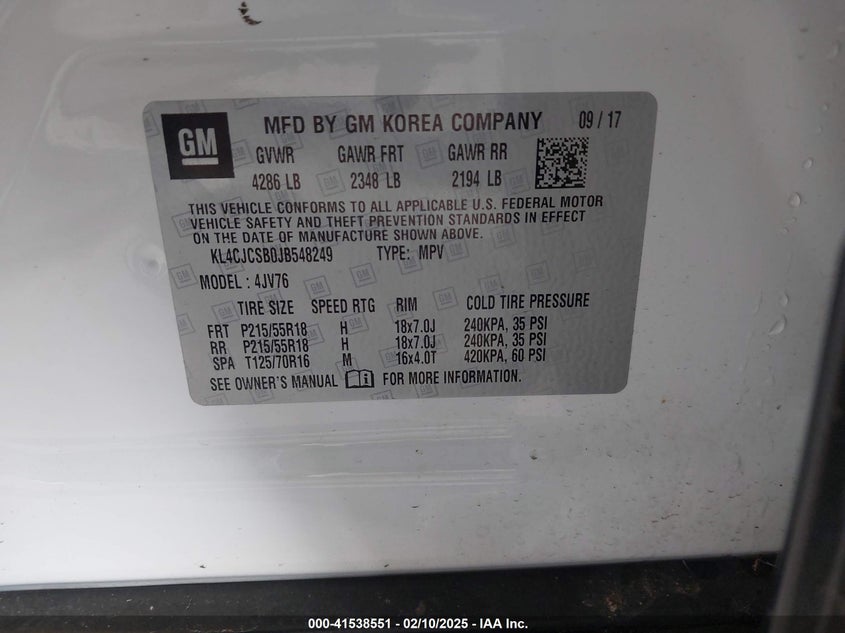 GM MFD BY GM KOREA COMPANY 09 / 17
GVWR GAWR FRT GAWR RR
4286 LB 2348 LB 2194 LB
THIS VEHICLE CONFORMS TO ALL APPLICABLE U.S. FEDERAL MOTOR
VEHICLE SAFETY AND THEFT PREVENTION STANDARDS IN EFFECT
ON THE DATE OF MANUFACTURE SHOWN ABOVE.
KL4CJCSB0JB548249 TYPE: MPV
MODEL : 4JV76
TIRE SIZE SPEED RTG RIM COLD TIRE PRESSURE
FRT P215/55R18 H 18x7.0J 240KPA, 35 PSI
RR P215/55R18 H 18x7.0J 240KPA, 35 PSI
SPA T125/70R16 M 16x4.0T 420KPA, 60 PSI
SEE OWNER'S MANUAL FOR MORE INFORMATION.
000-41538551 — 02/10/2025 — IAA Inc.